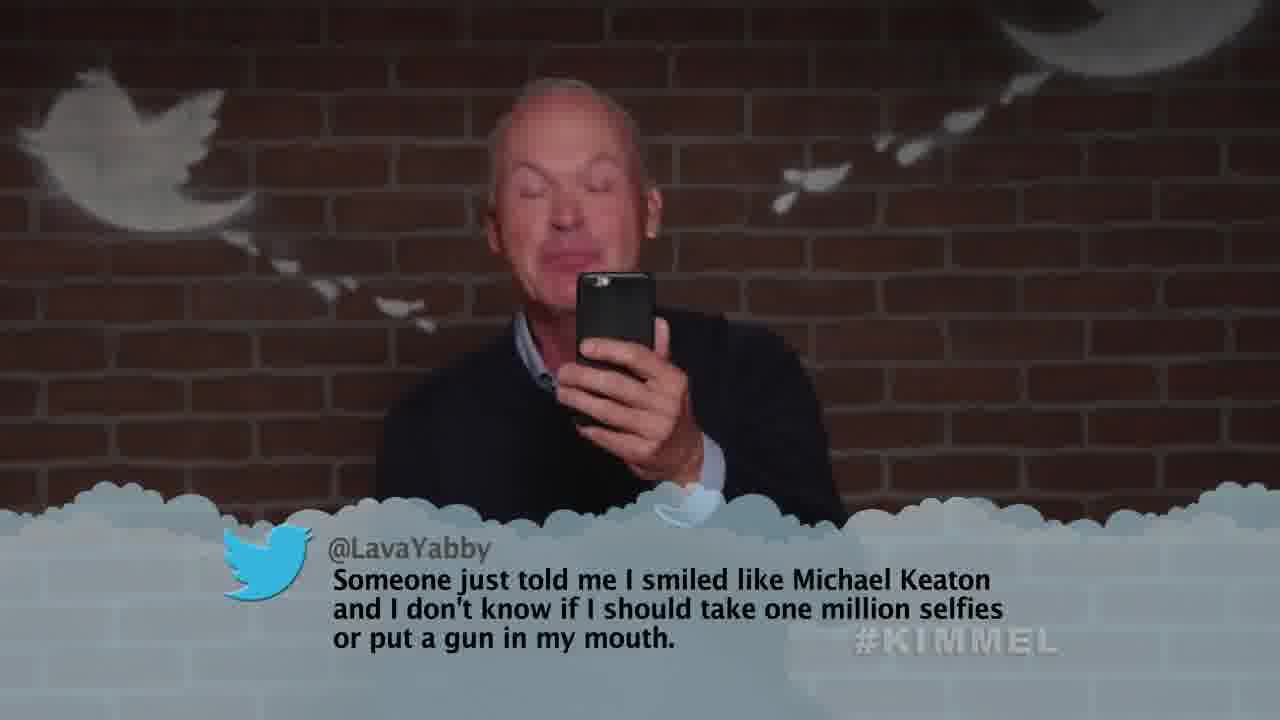 @LavaYabby
Someone just told me I smiled like Michael Keaton
and I don't know if I should take one million selfies
or put a gun in my mouth.
#KIMMEL